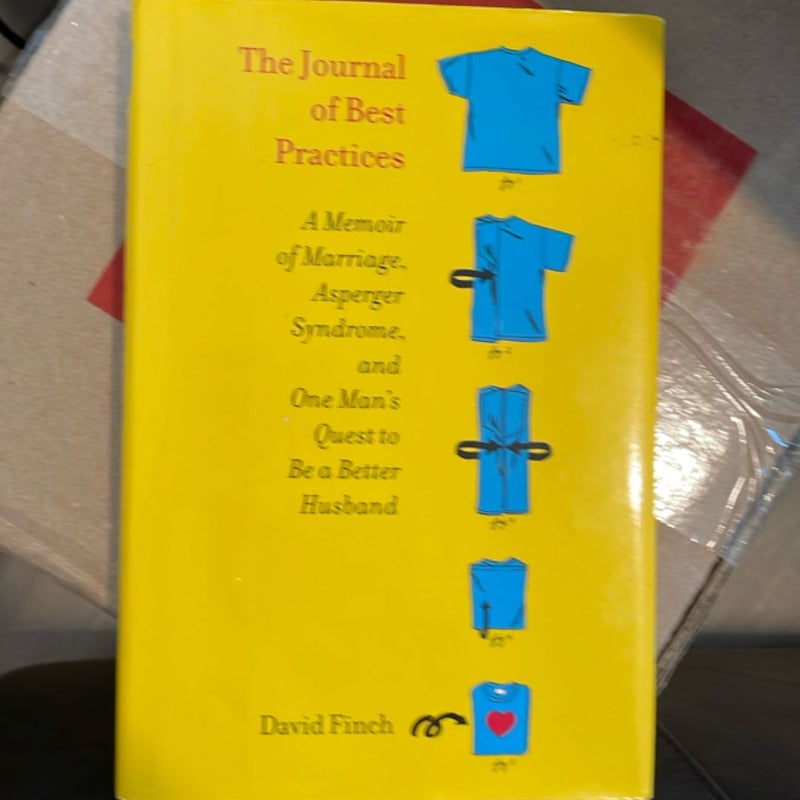 The Journal
of Best
Practices
A Memoir
of Marriage,
Asperger
Syndrome,
and
One Man's
Quest to
Be a Better
Husband
David Finch